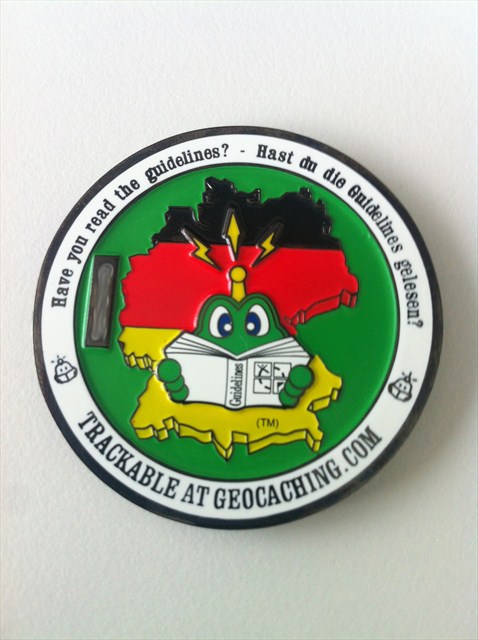 Have you read the guidelines? - Hast du die Guidelines gelesen?
Guidelines
(TM)
TRACKABLE AT GEOCACHING.COM